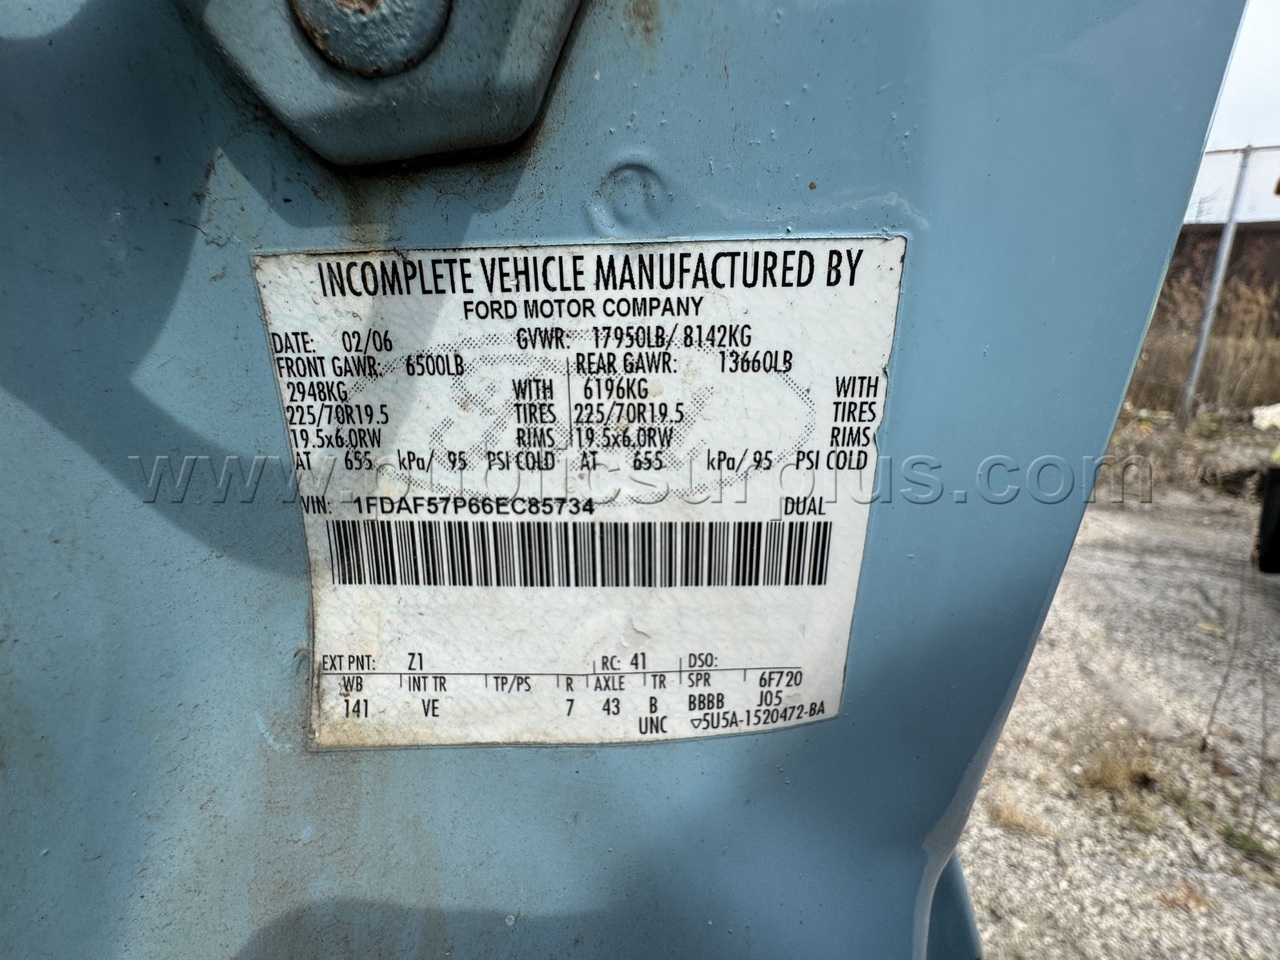 INCOMPLETE VEHICLE MANUFACTURED BY
FORD MOTOR COMPANY
DATE: 02/06 GVWR: 17950LB/ 8142KG
FRONT GAWR: 6500LB REAR GAWR: 13660LB
2948KG WITH 6196KG WITH
225/70R19.5 TIRES 225/70R19.5 TIRES
19.5x6.0RW RIMS 19.5x6.0RW RIMS
AT 655 kPa/ 95 PSI COLD AT 655 kPa/ 95 PSI COLD
www.publicsurplus.com
VIN: 1FDAF57P66EC85734 DUAL
EXT PNT: Z1 RC: 41 DSO:
WB INT TR TP/PS R AXLE TR SPR 6F720
141 VE 7 43 B BBBB J05
UNC ▽5U5A-1520472-BA